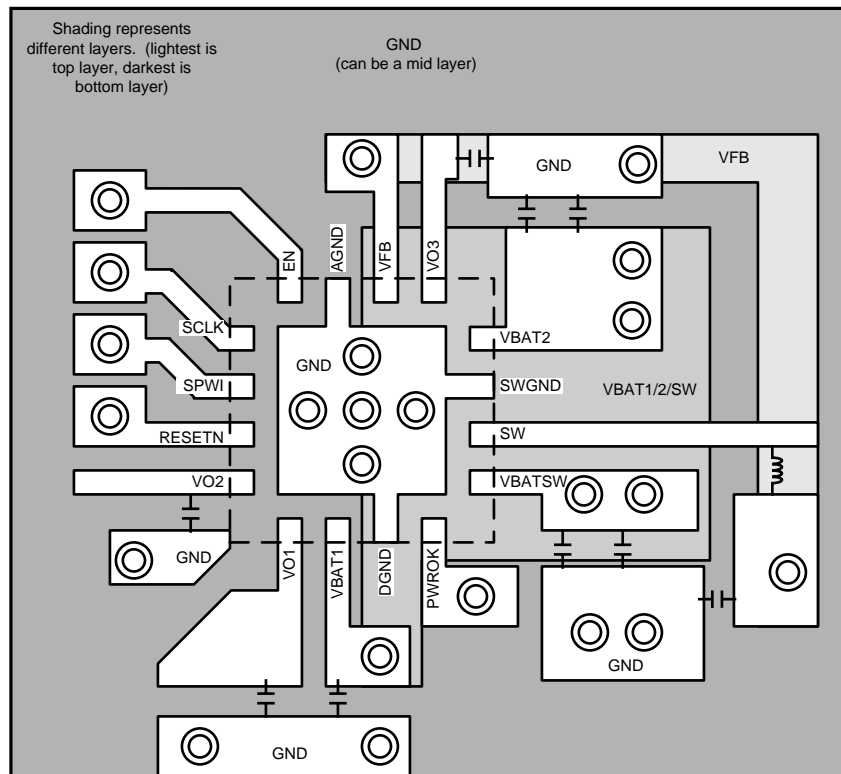 Shading represents
different layers.  (lightest is
top layer, darkest is
bottom layer)
GND
(can be a mid layer)
GND
VFB
EN
AGND
VFB
VO3
SCLK
VBAT2
GND
SPWI
SWGND
VBAT1/2/SW
RESETN
SW
VO2
VBATSW
GND
VO1
VBAT1
DGND
PWROK
GND
GND